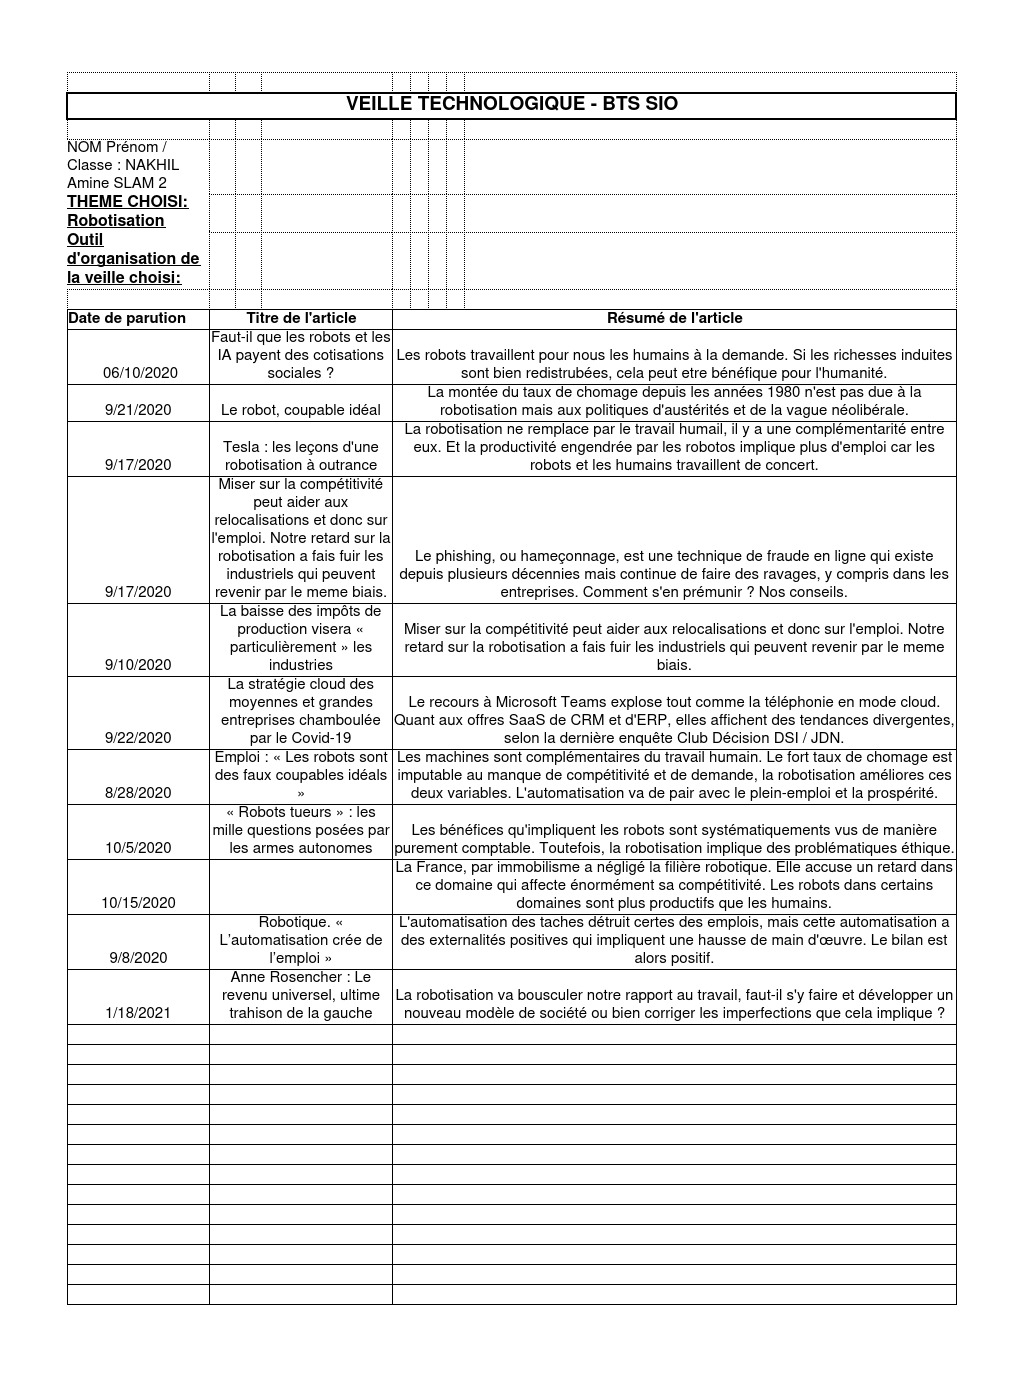 VEILLE TECHNOLOGIQUE - BTS SIO
NOM Prénom /
Classe : NAKHIL
Amine SLAM 2
THEME CHOISI:
Robotisation
Outil
d'organisation de
la veille choisi:
Date de parution Titre de l'article Résumé de l'article
06/10/2020
Faut-il que les robots et les
IA payent des cotisations
sociales ?
Les robots travaillent pour nous les humains à la demande. Si les richesses induites
sont bien redistrubées, cela peut etre bénéfique pour l'humanité.
9/21/2020
Le robot, coupable idéal
La montée du taux de chomage depuis les années 1980 n'est pas due à la
robotisation mais aux politiques d'austérités et de la vague néolibérale.
9/17/2020
Tesla : les leçons d'une
robotisation à outrance
La robotisation ne remplace par le travail humail, il y a une complémentarité entre
eux. Et la productivité engendrée par les robotos implique plus d'emploi car les
robots et les humains travaillent de concert.
9/17/2020
Miser sur la compétitivité
peut aider aux
relocalisations et donc sur
l'emploi. Notre retard sur la
robotisation a fais fuir les
industriels qui peuvent
revenir par le meme biais.
Le phishing, ou hameçonnage, est une technique de fraude en ligne qui existe
depuis plusieurs décennies mais continue de faire des ravages, y compris dans les
entreprises. Comment s'en prémunir ? Nos conseils.
9/10/2020
La baisse des impôts de
production visera «
particulièrement » les
industries
Miser sur la compétitivité peut aider aux relocalisations et donc sur l'emploi. Notre
retard sur la robotisation a fais fuir les industriels qui peuvent revenir par le meme
biais.
9/22/2020
La stratégie cloud des
moyennes et grandes
entreprises chamboulée
par le Covid-19
Le recours à Microsoft Teams explose tout comme la téléphonie en mode cloud.
Quant aux offres SaaS de CRM et d'ERP, elles affichent des tendances divergentes,
selon la dernière enquête Club Décision DSI / JDN.
8/28/2020
Emploi : « Les robots sont
des faux coupables idéals
»
Les machines sont complémentaires du travail humain. Le fort taux de chomage est
imputable au manque de compétitivité et de demande, la robotisation améliores ces
deux variables. L'automatisation va de pair avec le plein-emploi et la prospérité.
10/5/2020
« Robots tueurs » : les
mille questions posées par
les armes autonomes
Les bénéfices qu'impliquent les robots sont systématiquements vus de manière
purement comptable. Toutefois, la robotisation implique des problématiques éthique.
10/15/2020
La France, par immobilisme a négligé la filière robotique. Elle accuse un retard dans
ce domaine qui affecte énormément sa compétitivité. Les robots dans certains
domaines sont plus productifs que les humains.
9/8/2020
Robotique. «
L’automatisation crée de
l’emploi »
L'automatisation des taches détruit certes des emplois, mais cette automatisation a
des externalités positives qui impliquent une hausse de main d'œuvre. Le bilan est
alors positif.
1/18/2021
Anne Rosencher : Le
revenu universel, ultime
trahison de la gauche
La robotisation va bousculer notre rapport au travail, faut-il s'y faire et développer un
nouveau modèle de société ou bien corriger les imperfections que cela implique ?